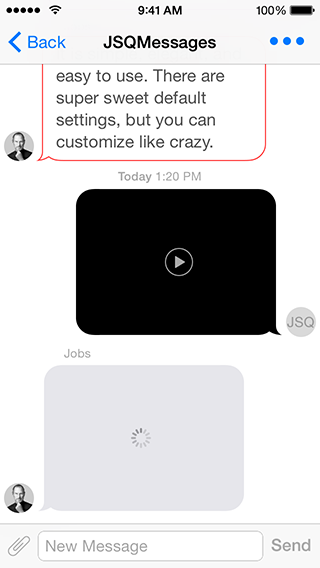 9:41 AM
100%
Back
JSQMessages
easy to use. There are
super sweet default
settings, but you can
customize like crazy.
Today 1:20 PM
JSQ
Jobs
New Message
Send